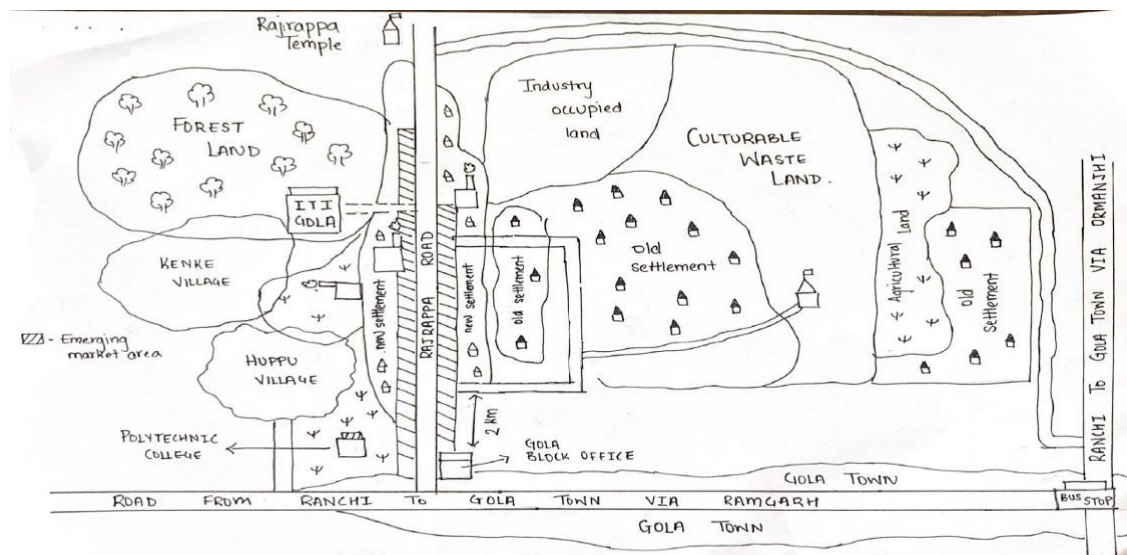 Rajirappa
Temple
FOREST
LAND
Industry
occupied
land
CULTURABLE
WASTE
LAND.
ITI
GOLA
KENKE
VILLAGE
HUPPU
VILLAGE
- Emerging
market area
POLYTECHNIC
COLLEGE
new settlement
RAJRAPPA ROAD
new settlement
old settlement
Old
settlement
Agricultural Land
Old
Settlement
RANCHI TO GOLA TOWN VIA ORMANJHI
2 km
GOLA
BLOCK OFFICE
GOLA TOWN
ROAD FROM RANCHI TO GOLA TOWN VIA RAMGARH
BUS STOP
GOLA TOWN